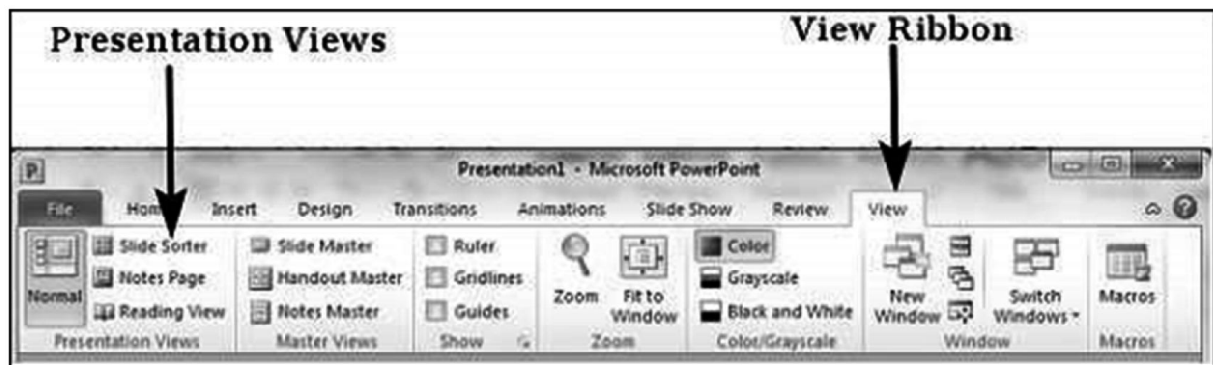 Presentation Views
View Ribbon
Presentation1 - Microsoft PowerPoint
File Home Insert Design Transitions Animations Slide Show Review View
Slide Sorter Slide Master Ruler Color
Notes Page Handout Master Gridlines Grayscale
Normal Reading View Notes Master Guides Zoom Fit to Window Black and White New Window Switch Windows Macros
Presentation Views Master Views Show Zoom Color/Grayscale Window Macros